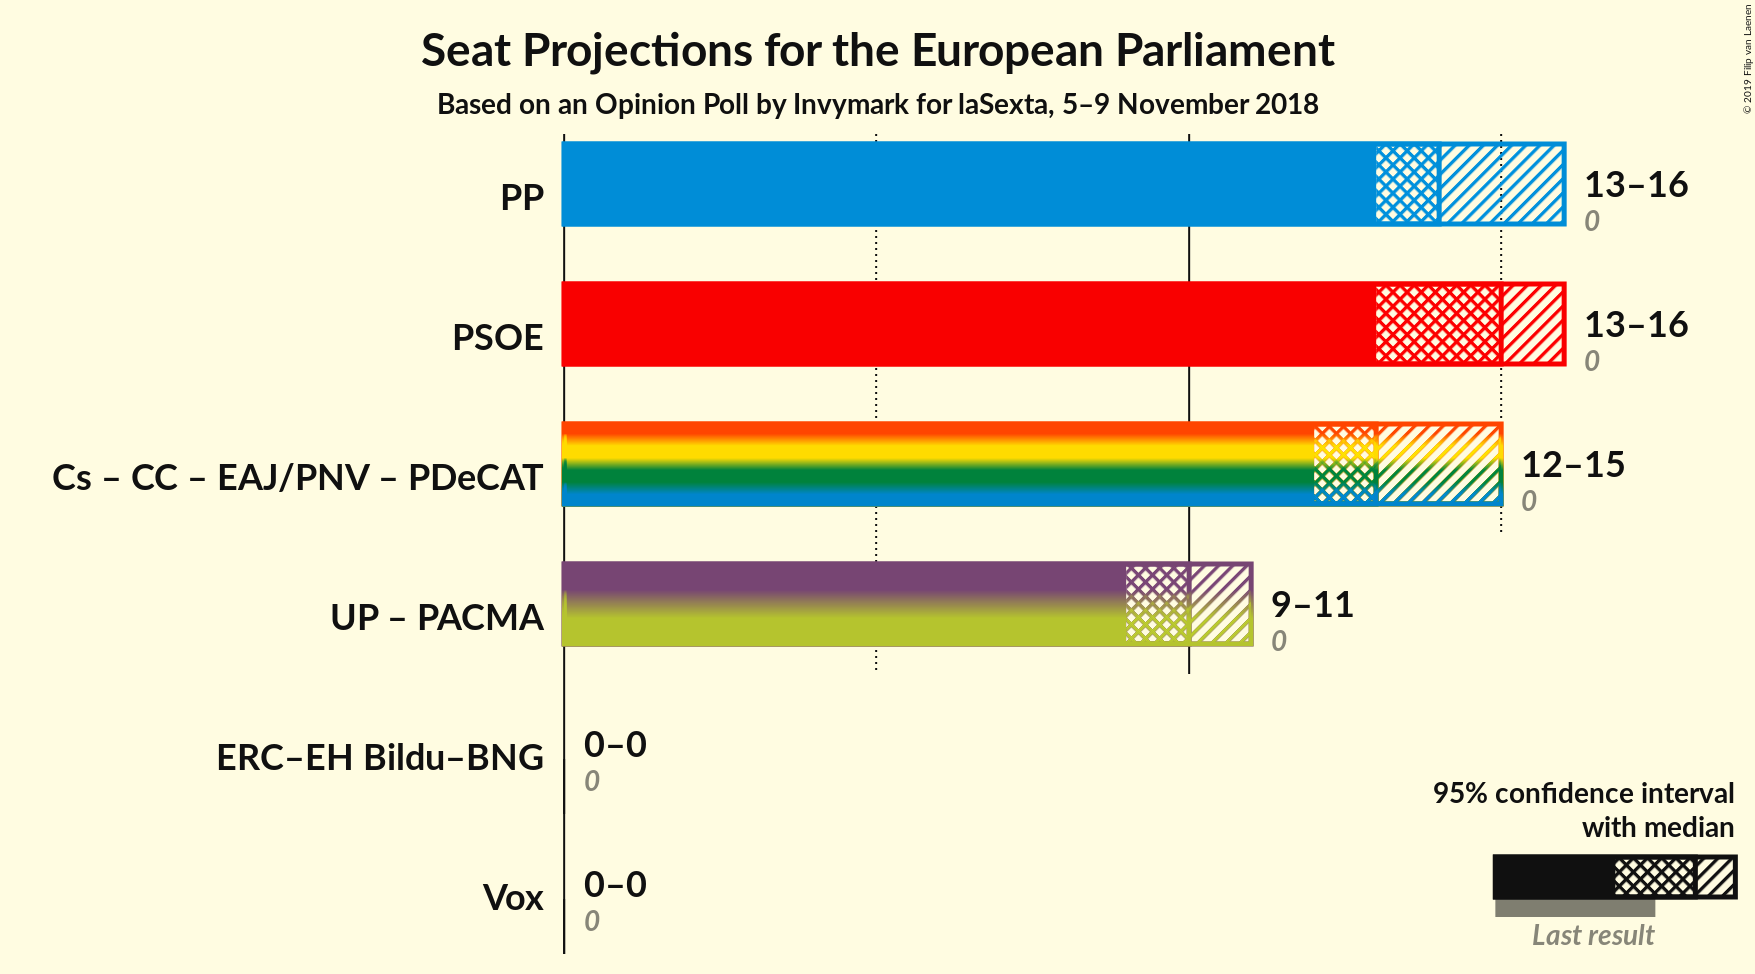 Seat Projections for the European Parliament
Based on an Opinion Poll by Invymark for laSexta, 5–9 November 2018
© 2019 Filip van Laenen
PP
13–16
0
PSOE
13–16
0
Cs – CC – EAJ/PNV – PDeCAT
12–15
0
UP – PACMA
9–11
0
ERC–EH Bildu–BNG
0–0
0
Vox
0–0
0
95% confidence interval
with median
Last result